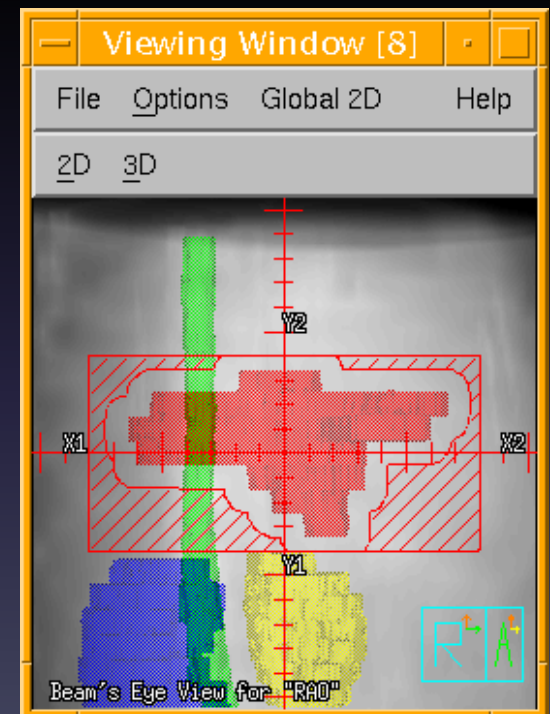 Viewing Window [8]
File Options Global 2D Help
2D 3D
Y2
X1 X2
Y1
R A
Beam's Eye View for "RAO"